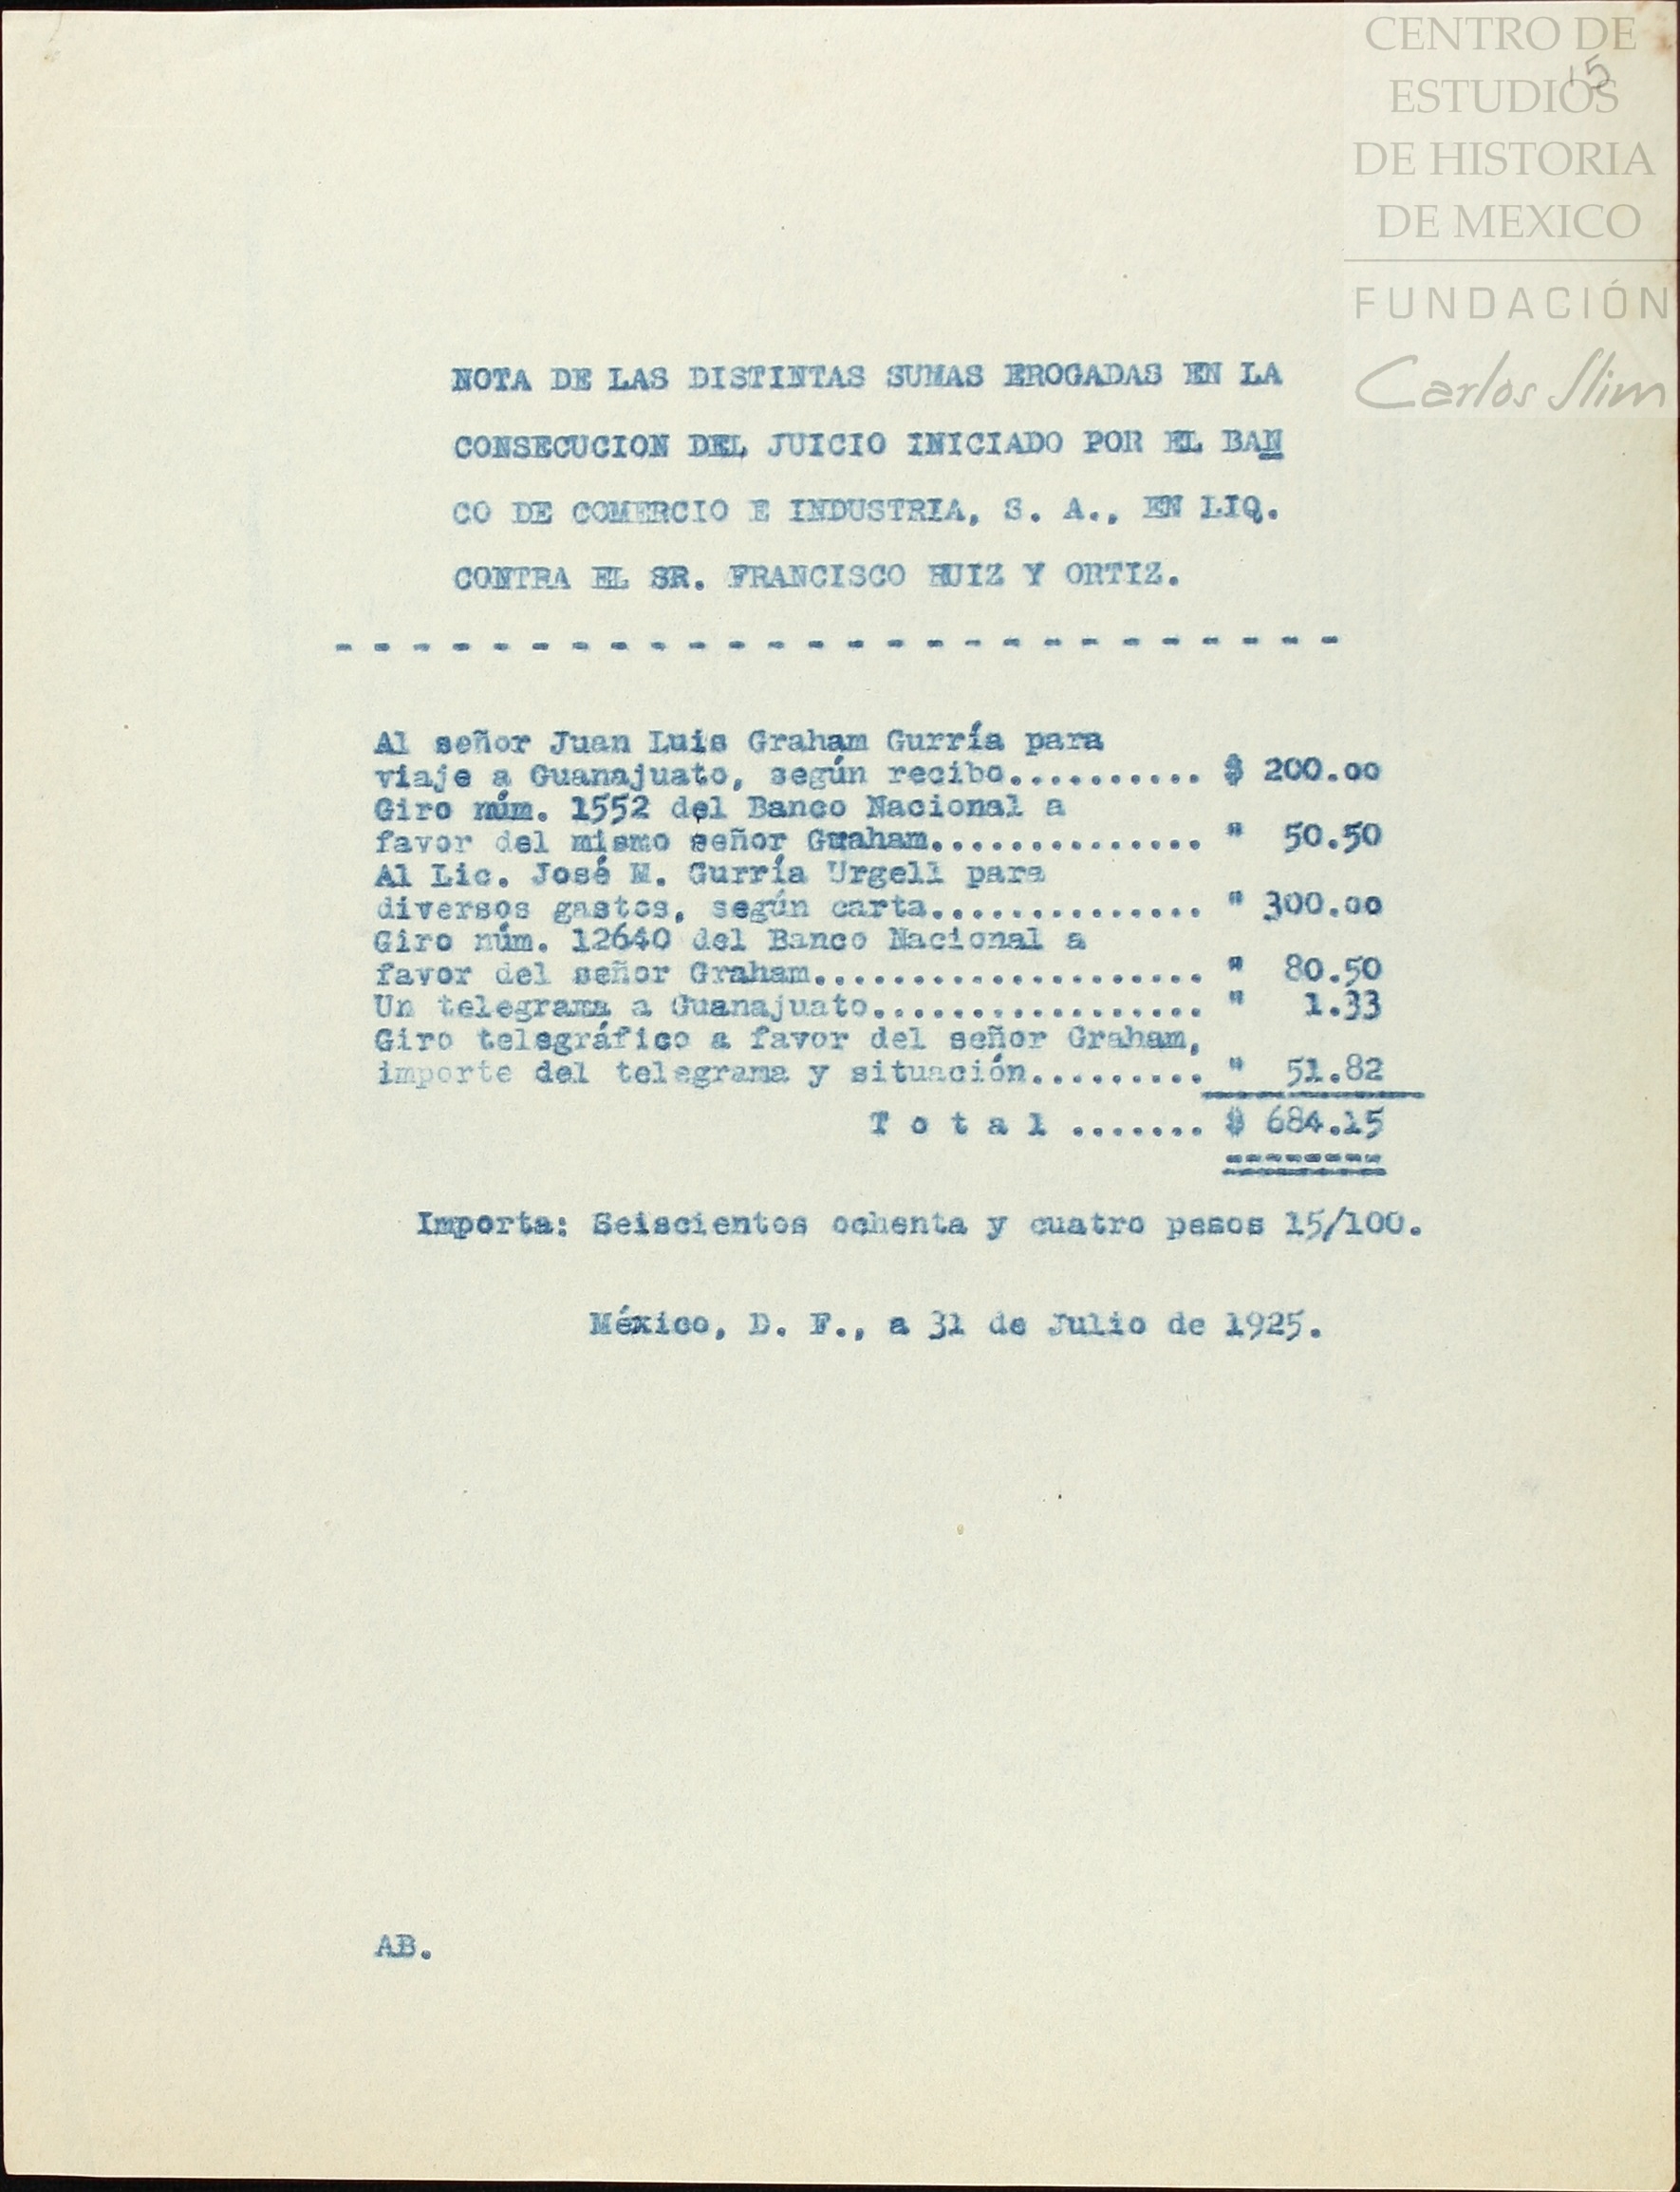 CENTRO DE
ESTUDIOS
DE HISTORIA
DE MEXICO
FUNDACIÓN
Carlos Slim
15
NOTA DE LAS DISTINTAS SUMAS EROGADAS EN LA
CONSECUCION DEL JUICIO INICIADO POR EL BAN
CO DE COMERCIO E INDUSTRIA, S. A., EN LIQ.
CONTRA EL SR. FRANCISCO RUIZ Y ORTIZ.
- - - - - - - - - - - - - - - - - - - - - - - - - -
Al señor Juan Luis Graham Gurría para
viaje a Guanajuato, según recibo.......... $ 200.00
Giro núm. 1552 del Banco Nacional a
favor del mismo señor Graham.............. " 50.50
Al Lic. José M. Gurría Urgell para
diversos gastos, según carta.............. " 300.00
Giro núm. 12640 del Banco Nacional a
favor del señor Graham.................... " 80.50
Un telegrama a Guanajuato................. " 1.33
Giro telegráfico a favor del señor Graham,
importe del telegrama y situación......... " 51.82
T o t a l ....... $ 684.15
Importa: Seiscientos ochenta y cuatro pesos 15/100.
México, D. F., a 31 de Julio de 1925.
AB.